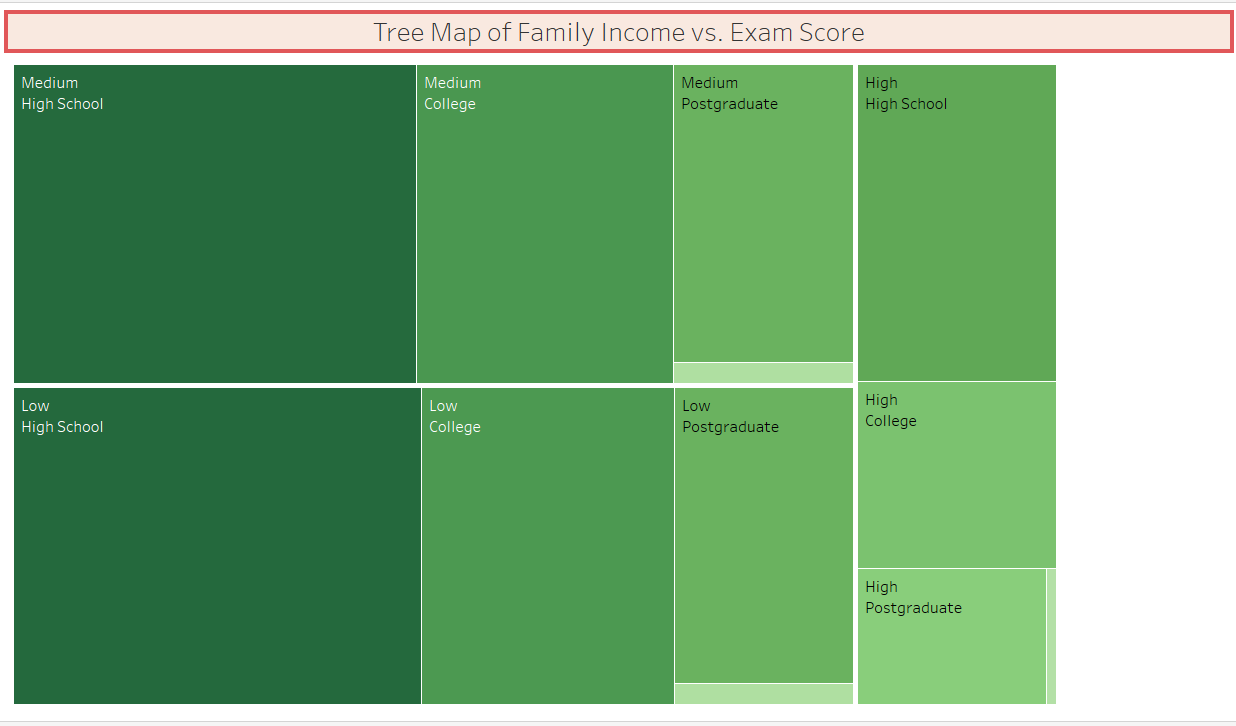 Tree Map of Family Income vs. Exam Score
Medium
High School
Medium
College
Medium
Postgraduate
High
High School
Low
High School
Low
College
Low
Postgraduate
High
College
High
Postgraduate